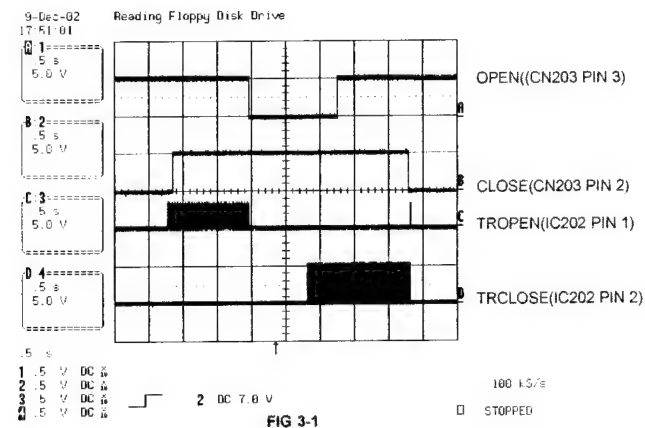 9-Dec-02
17:51:01
Reading Floppy Disk Drive
A 1
.5 s
5.0 V
OPEN((CN203 PIN 3)
A
B 2
.5 s
5.0 V
B
CLOSE(CN203 PIN 2)
C 3
.5 s
5.0 V
C
TROPEN(IC202 PIN 1)
D 4
.5 s
5.0 V
D
TRCLOSE(IC202 PIN 2)
.5 s
1 .5 V DC
2 .5 V DC
3 .5 V DC
.5 V DC
2 DC 7.0 V
100 kS/s
STOPPED
FIG 3-1